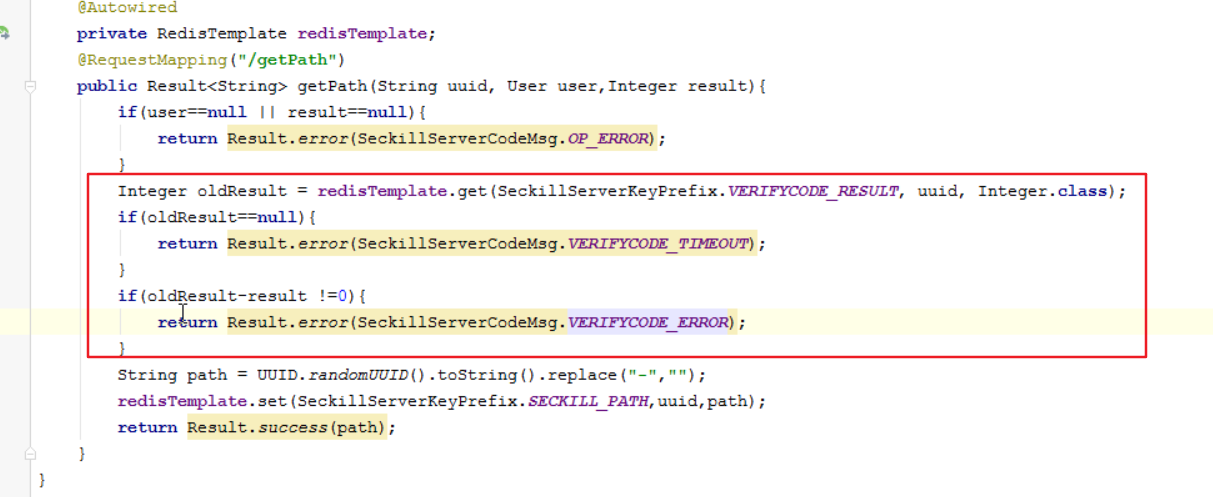 @Autowired
private RedisTemplate redisTemplate;
@RequestMapping("/getPath")
public Result<String> getPath(String uuid, User user,Integer result){
if(user==null || result==null){
return Result.error(SeckillServerCodeMsg.OP_ERROR);
}
Integer oldResult = redisTemplate.get(SeckillServerKeyPrefix.VERIFYCODE_RESULT, uuid, Integer.class);
if(oldResult==null){
return Result.error(SeckillServerCodeMsg.VERIFYCODE_TIMEOUT);
}
if(oldResult-result !=0){
return Result.error(SeckillServerCodeMsg.VERIFYCODE_ERROR);
}
String path = UUID.randomUUID().toString().replace("-","");
redisTemplate.set(SeckillServerKeyPrefix.SECKILL_PATH,uuid,path);
return Result.success(path);
}
}